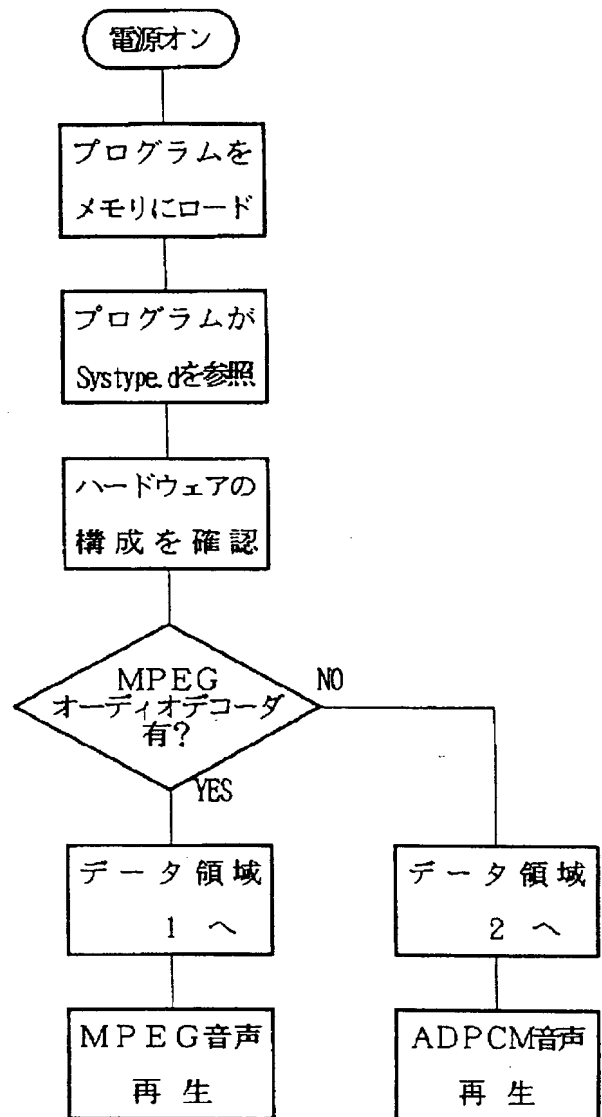 電源オン
プログラムを
メモリにロード
プログラムが
Systype.dを参照
ハードウェアの
構成を確認
MPEG
オーディオデコーダ
有?
NO
YES
データ領域
1 へ
データ領域
2 へ
MPEG音声
再生
ADPCM音声
再生